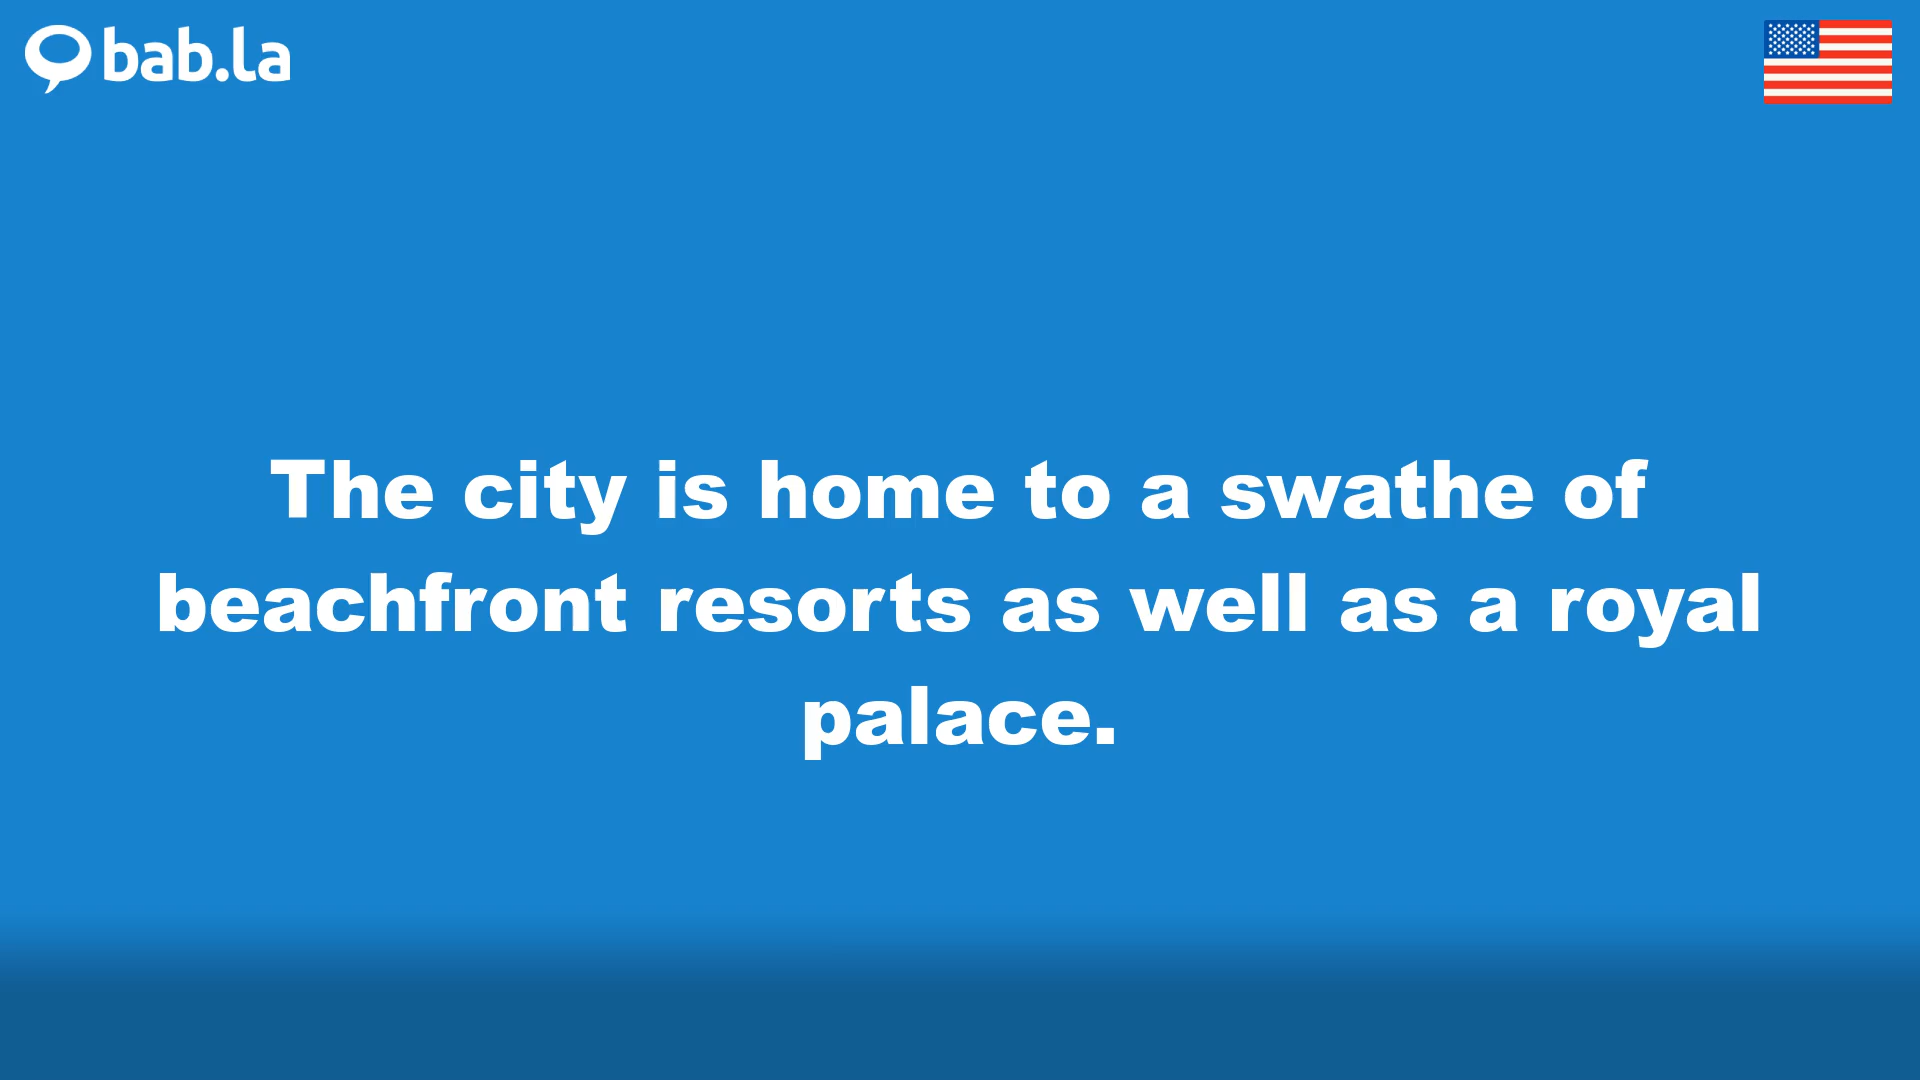 bab.la
The city is home to a swathe of
beachfront resorts as well as a royal
palace.